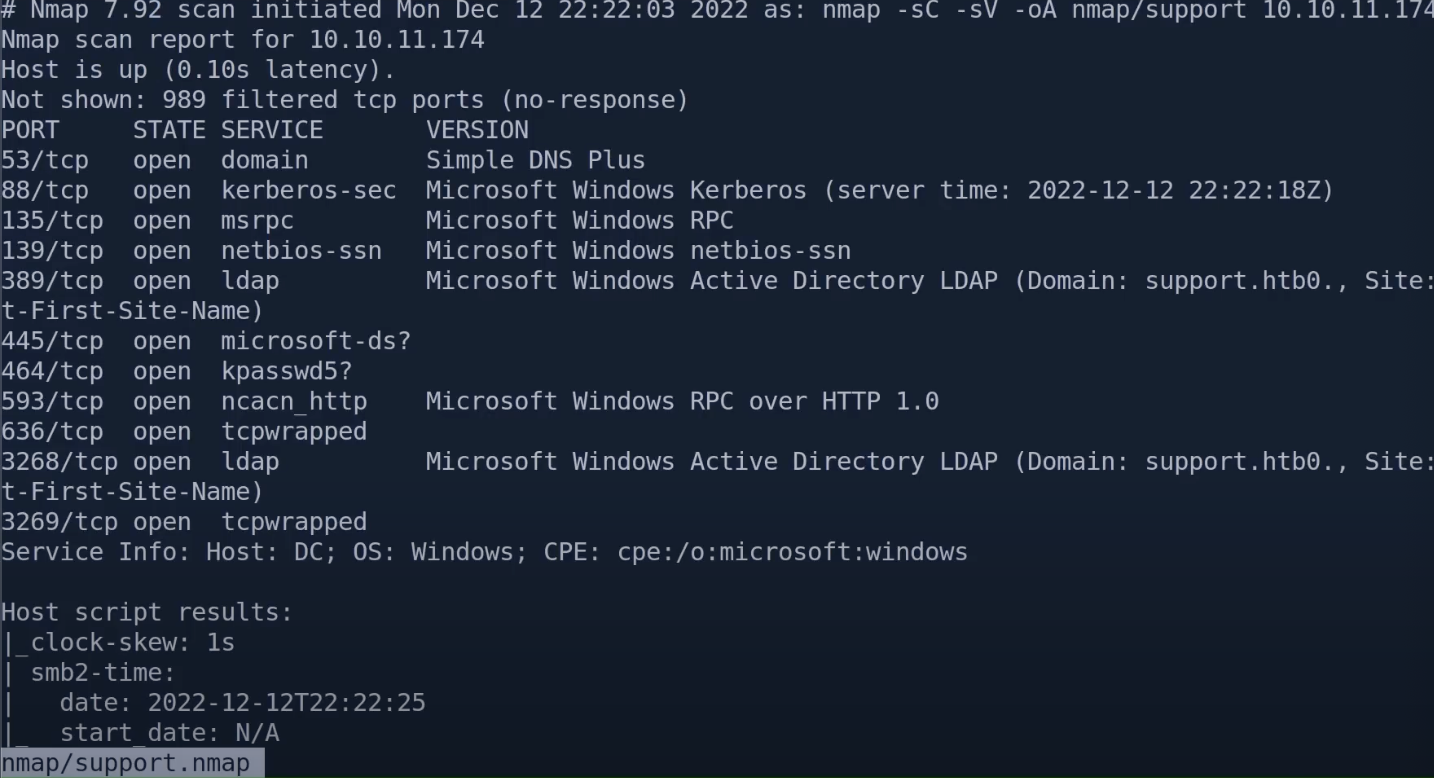 # Nmap 7.92 scan initiated Mon Dec 12 22:22:03 2022 as: nmap -sC -sV -oA nmap/support 10.10.11.174
Nmap scan report for 10.10.11.174
Host is up (0.10s latency).
Not shown: 989 filtered tcp ports (no-response)
PORT     STATE SERVICE       VERSION
53/tcp   open  domain        Simple DNS Plus
88/tcp   open  kerberos-sec  Microsoft Windows Kerberos (server time: 2022-12-12 22:22:18Z)
135/tcp  open  msrpc         Microsoft Windows RPC
139/tcp  open  netbios-ssn   Microsoft Windows netbios-ssn
389/tcp  open  ldap          Microsoft Windows Active Directory LDAP (Domain: support.htb0., Site:
t-First-Site-Name)
445/tcp  open  microsoft-ds?
464/tcp  open  kpasswd5?
593/tcp  open  ncacn_http    Microsoft Windows RPC over HTTP 1.0
636/tcp  open  tcpwrapped
3268/tcp open  ldap          Microsoft Windows Active Directory LDAP (Domain: support.htb0., Site:
t-First-Site-Name)
3269/tcp open  tcpwrapped
Service Info: Host: DC; OS: Windows; CPE: cpe:/o:microsoft:windows
Host script results:
|_clock-skew: 1s
| smb2-time:
|   date: 2022-12-12T22:22:25
|_  start_date: N/A
nmap/support.nmap